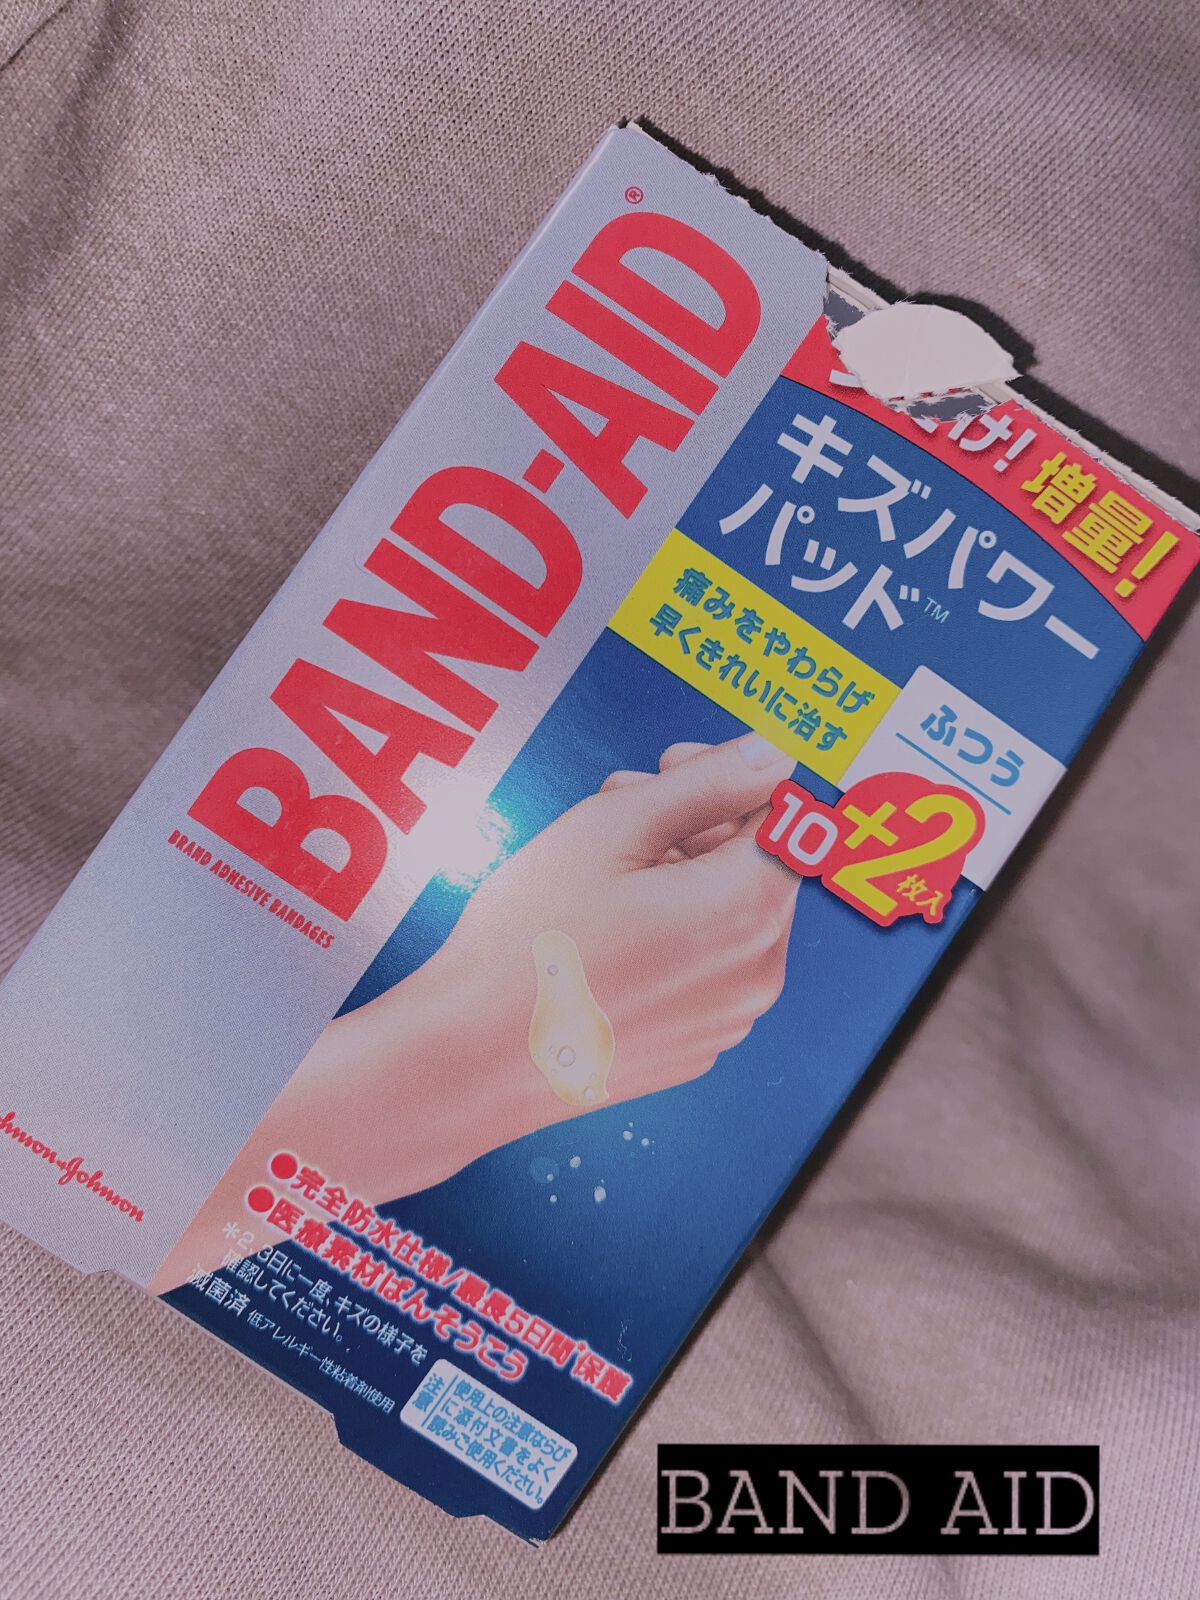 BAND-AID®
BRAND ADHESIVE BANDAGES
け! 増量!
キズパワー
パッド™
痛みをやわらげ
早くきれいに治す
ふつう
10+2枚入
●完全防水仕様/最長5日間*保護
●医療素材ばんそうこう
*2、3日に一度、キズの様子を
確認してください。
滅菌済 低アレルギー性粘着剤使用
注意
使用上の注意ならび
に添付文書をよく
読みご使用ください。
Johnson+Johnson
BAND AID